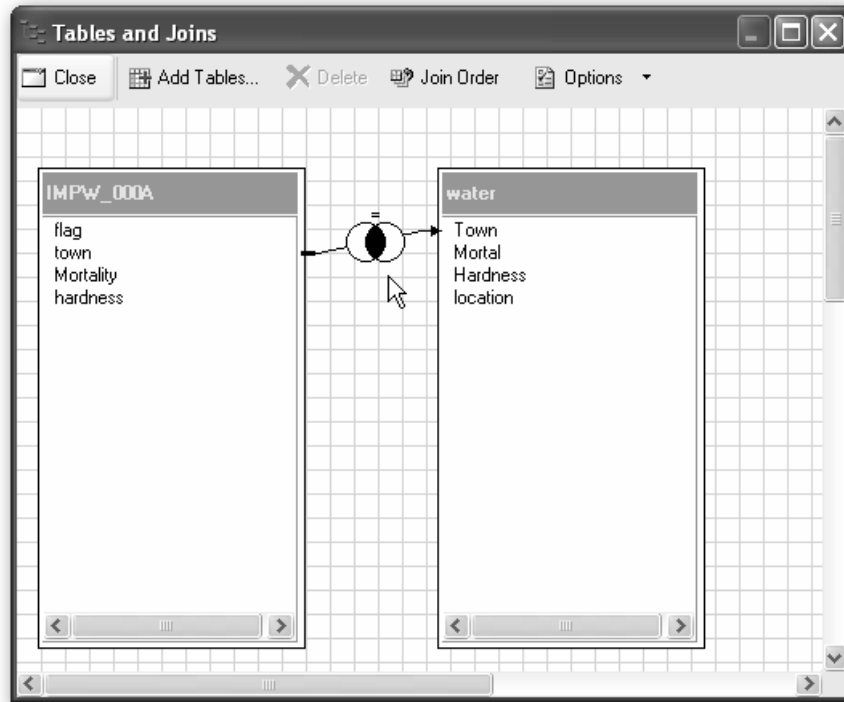 Tables and Joins
Close Add Tables... Delete Join Order Options
IMPW_000A
flag
town
Mortality
hardness
=
water
Town
Mortal
Hardness
location